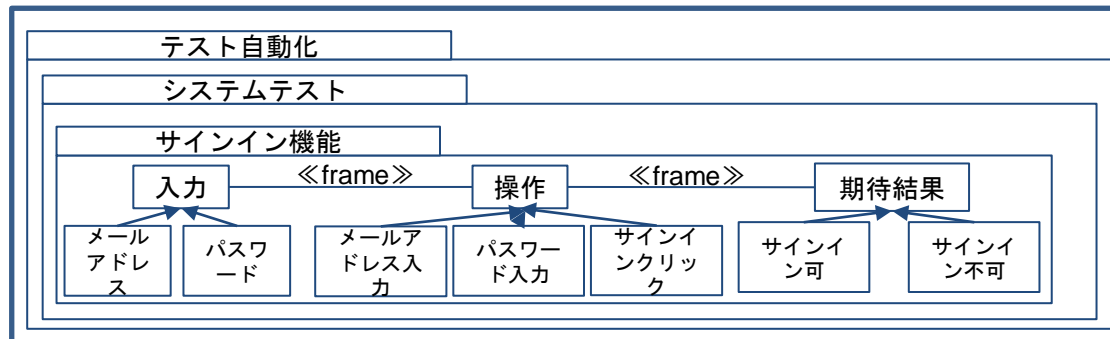 テスト自動化
システムテスト
サインイン機能
入力
≪frame≫
操作
≪frame≫
期待結果
メール
アドレ
ス
パスワ
ード
メールア
ドレス入
力
パスワー
ド入力
サインイ
ンクリッ
ク
サインイ
ン可
サインイ
ン不可